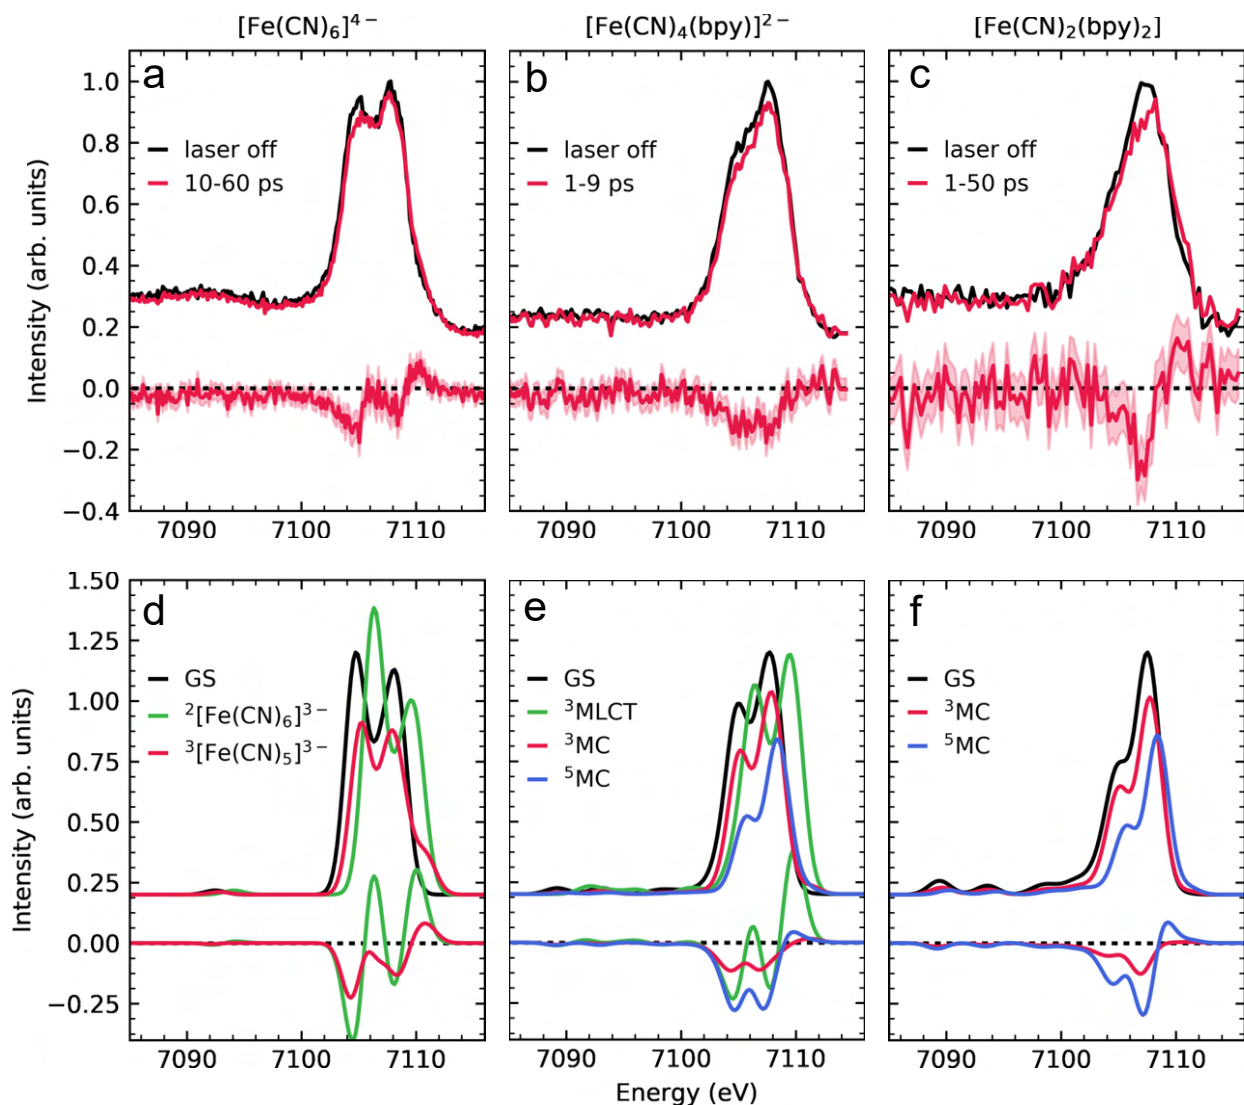 [Fe(CN)₆]⁴⁻
[Fe(CN)₄(bpy)]²⁻
[Fe(CN)₂(bpy)₂]
a
laser off
10-60 ps
b
laser off
1-9 ps
c
laser off
1-50 ps
Intensity (arb. units)
1.0
0.8
0.6
0.4
0.2
0.0
−0.2
−0.4
7090 7100 7110
7090 7100 7110
7090 7100 7110
d
GS
²[Fe(CN)₆]³⁻
³[Fe(CN)₅]³⁻
e
GS
³MLCT
³MC
⁵MC
f
GS
³MC
⁵MC
Intensity (arb. units)
1.50
1.25
1.00
0.75
0.50
0.25
0.00
−0.25
7090 7100 7110
7090 7100 7110
7090 7100 7110
Energy (eV)